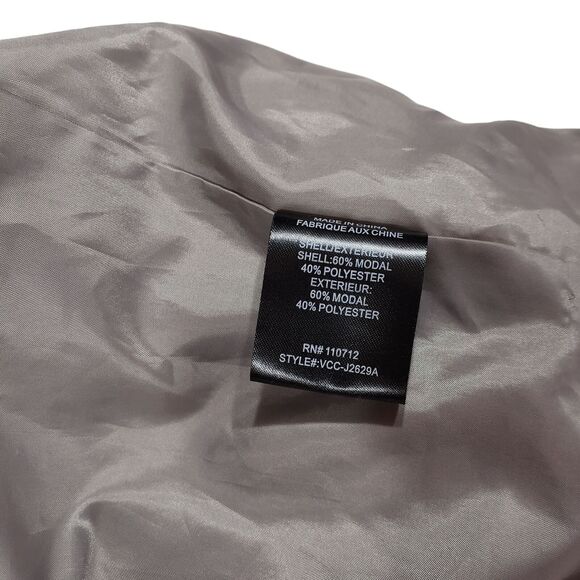 MADE IN CHINA
FABRIQUE AUX CHINE
SHELL/EXTERIEUR
SHELL:60% MODAL
40% POLYESTER
EXTERIEUR:
60% MODAL
40% POLYESTER
RN# 110712
STYLE#:VCC-J2629A